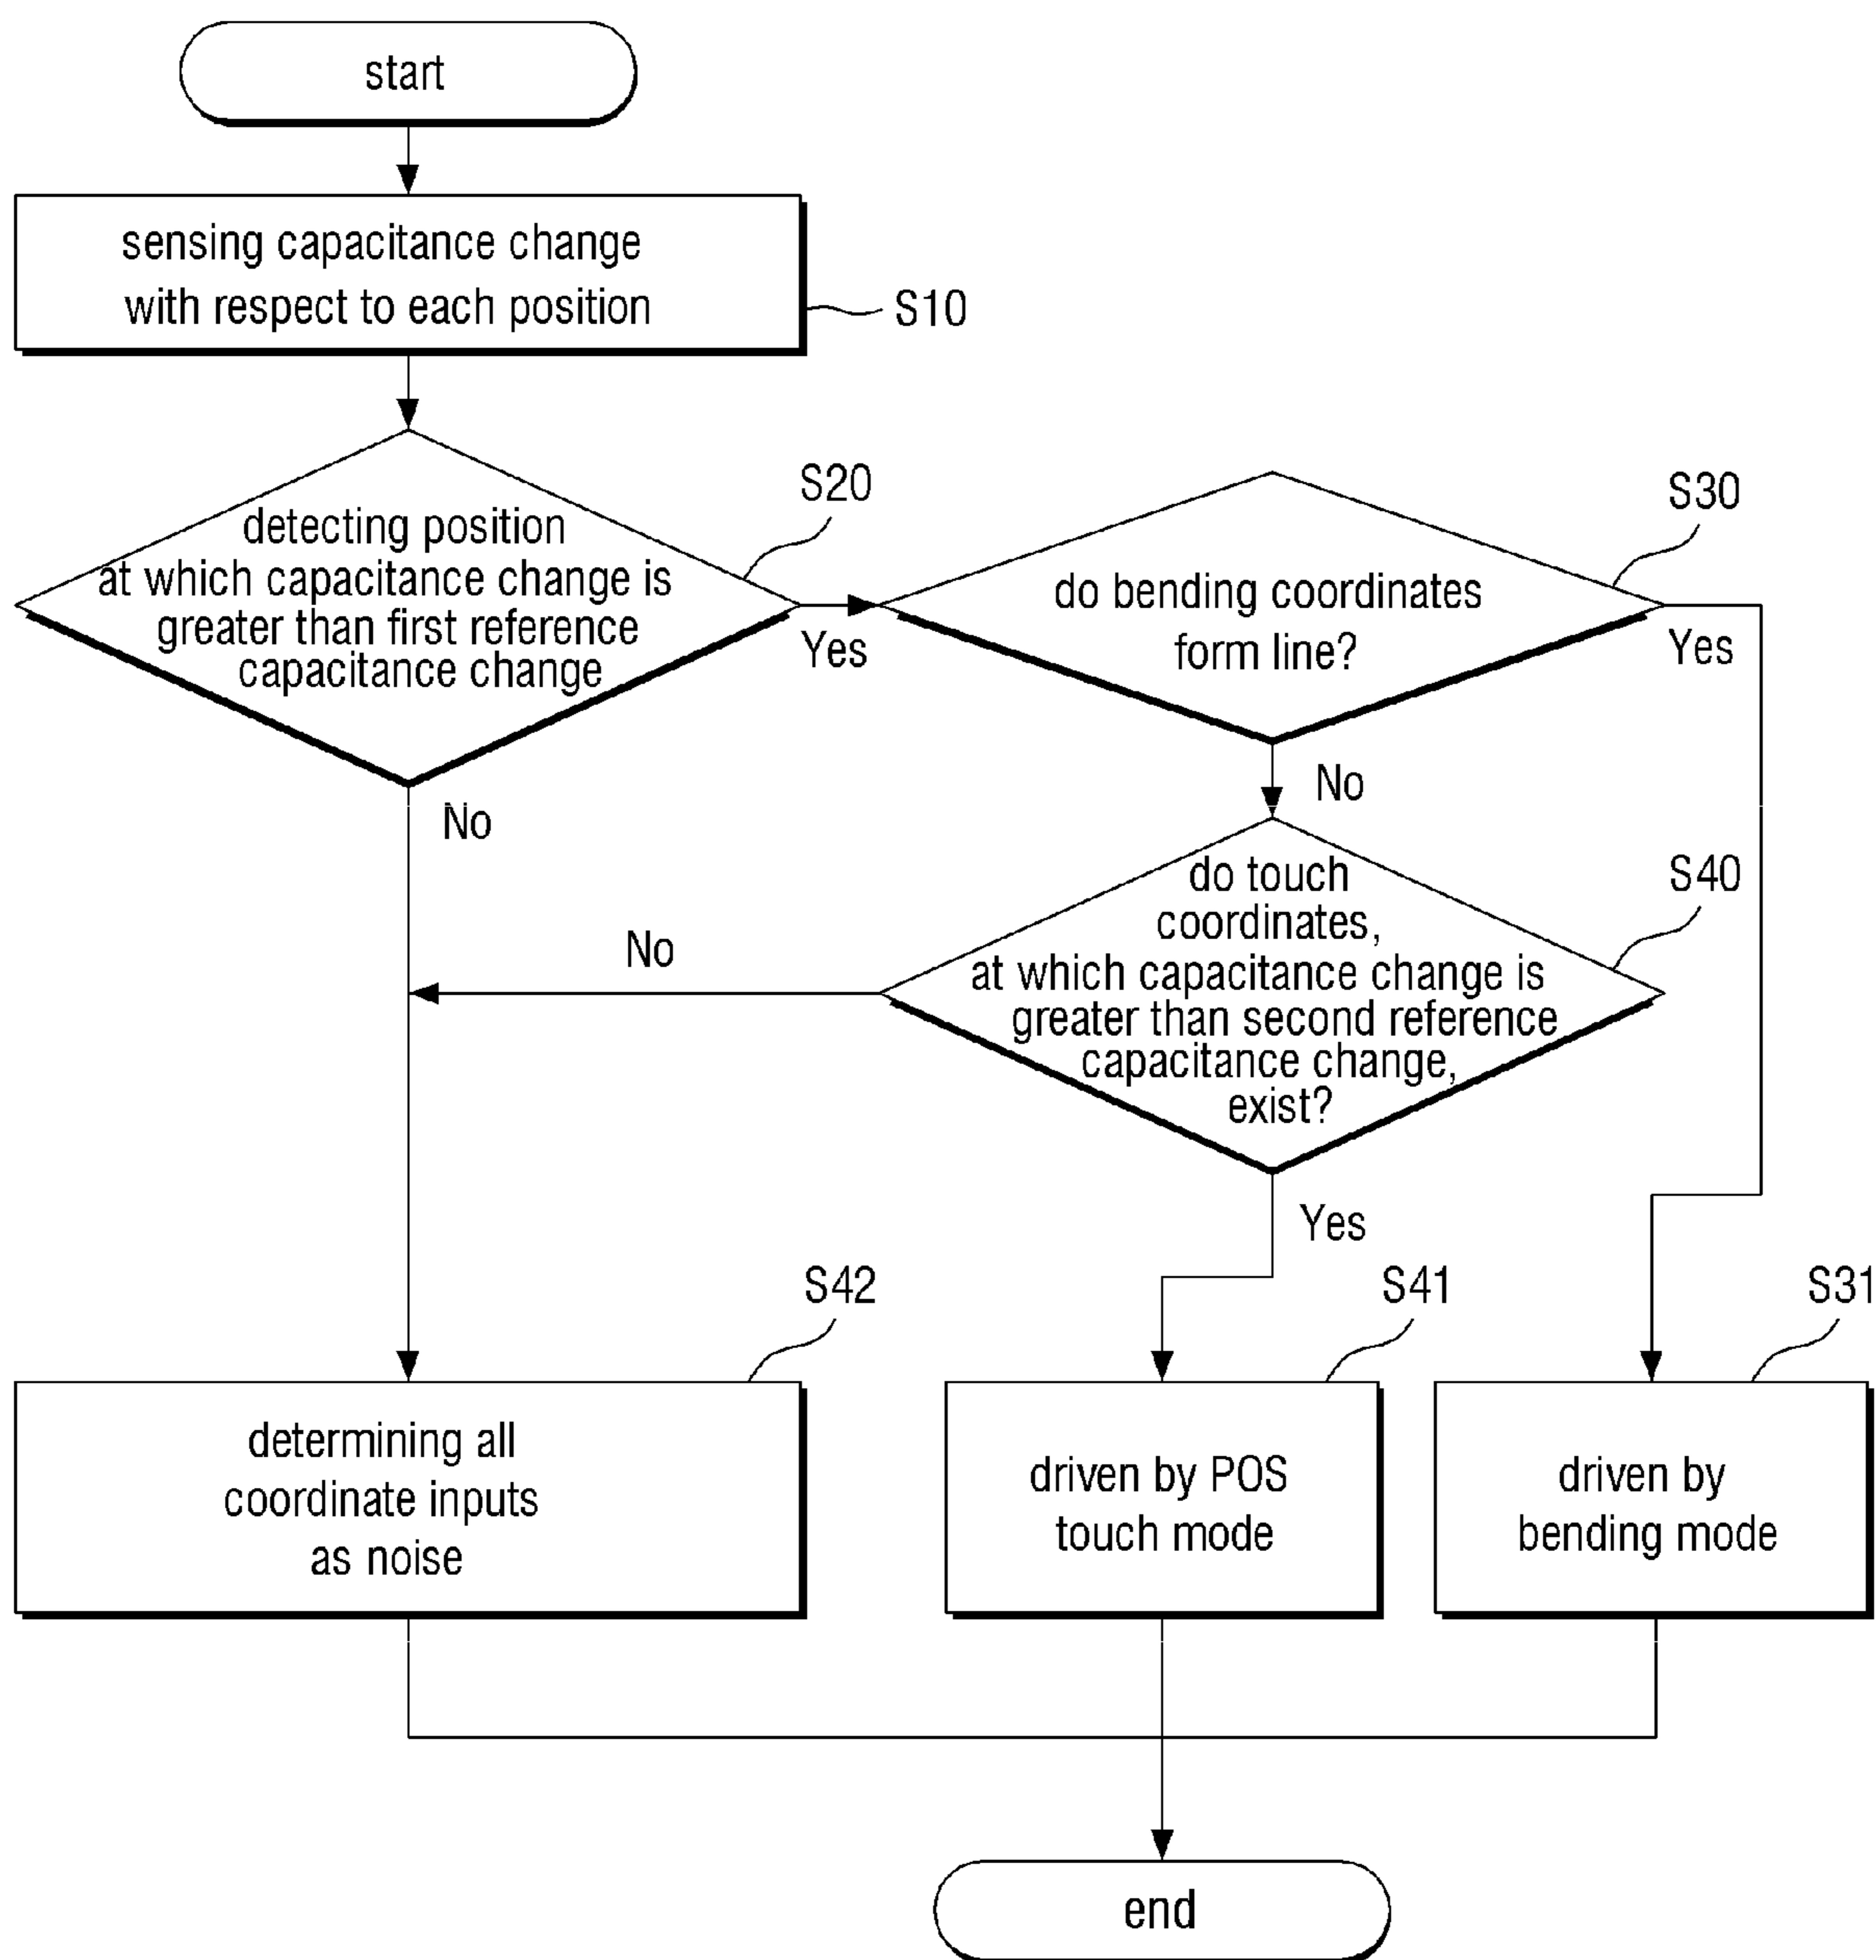 start
sensing capacitance change
with respect to each position
S10
S20
detecting position
at which capacitance change is
greater than first reference
capacitance change
Yes
No
S30
do bending coordinates
form line?
Yes
No
S40
do touch
coordinates,
at which capacitance change is
greater than second reference
capacitance change,
exist?
No
Yes
S42
determining all
coordinate inputs
as noise
S41
driven by POS
touch mode
S31
driven by
bending mode
end